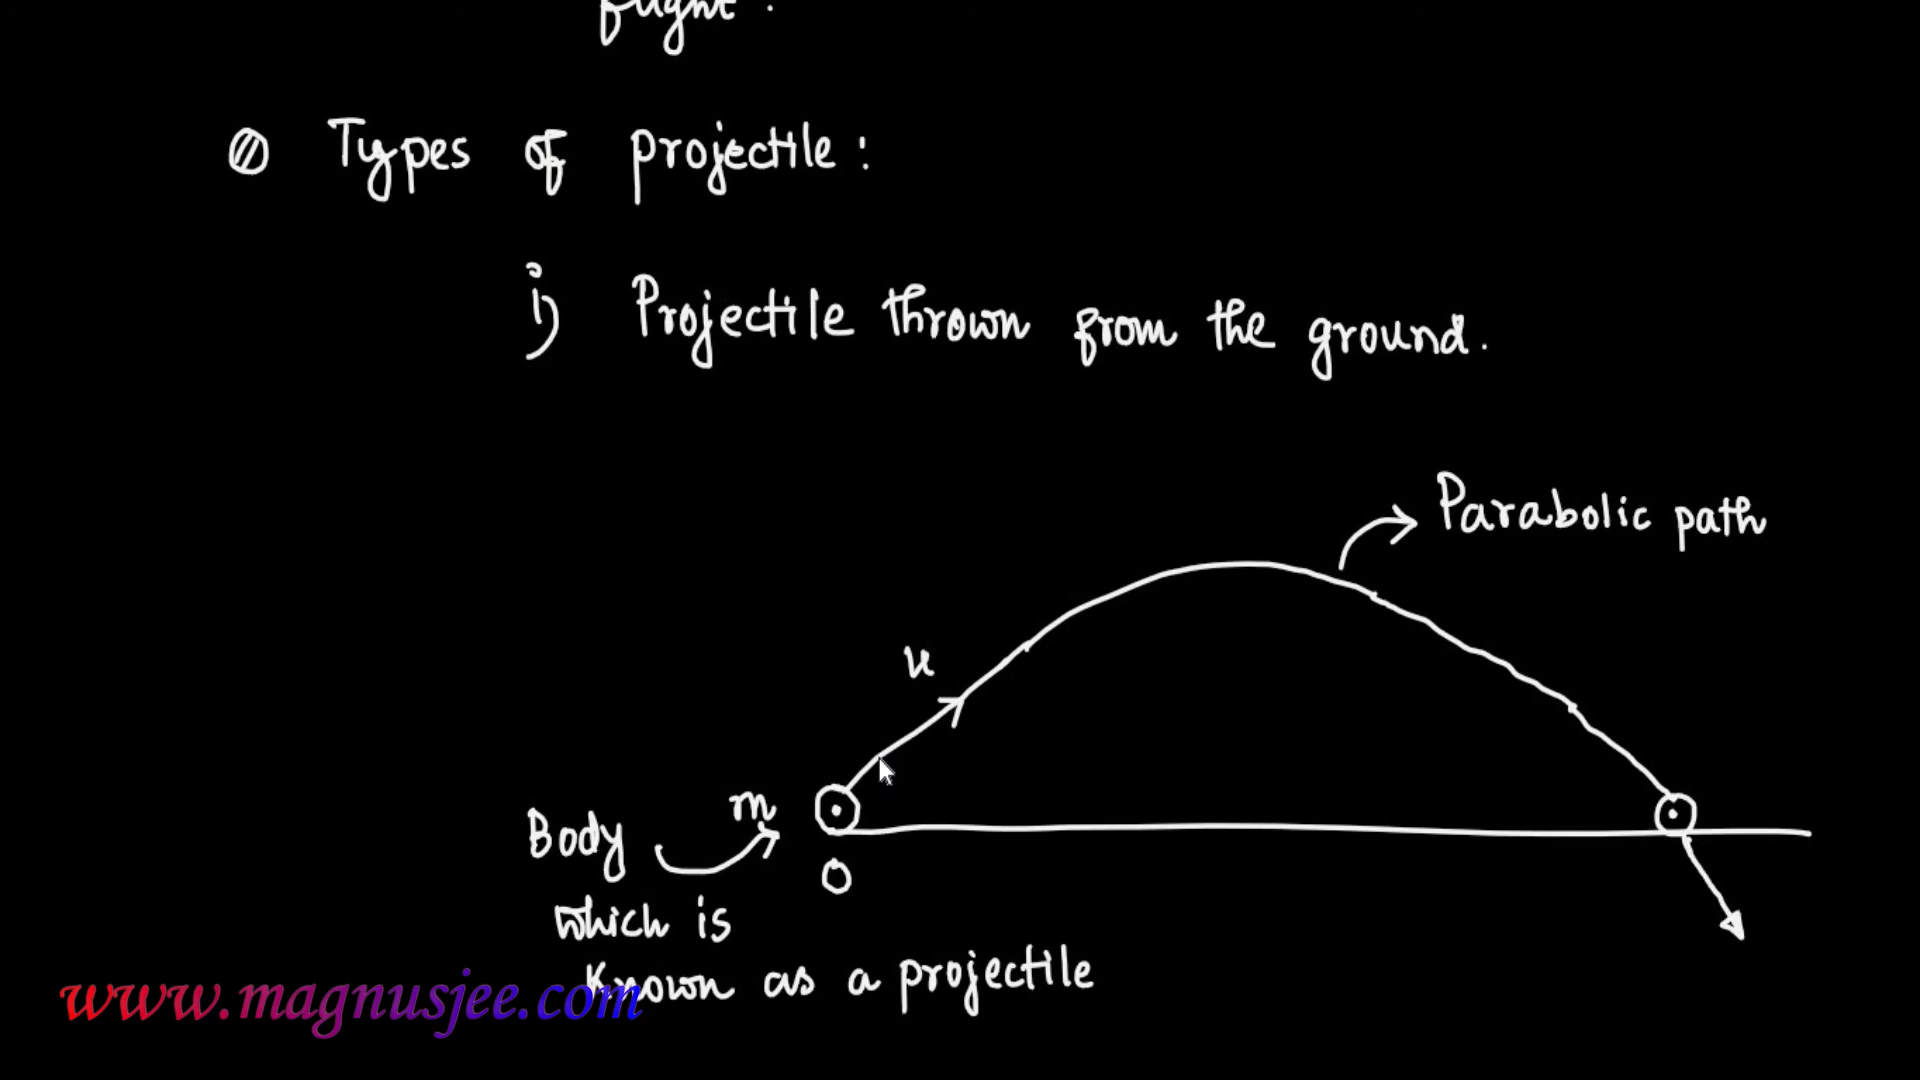 flight.
Types of projectile :
i) Projectile thrown from the ground.
Parabolic path
u
m
Body
O
which is
known as a projectile
www.magnusjee.com